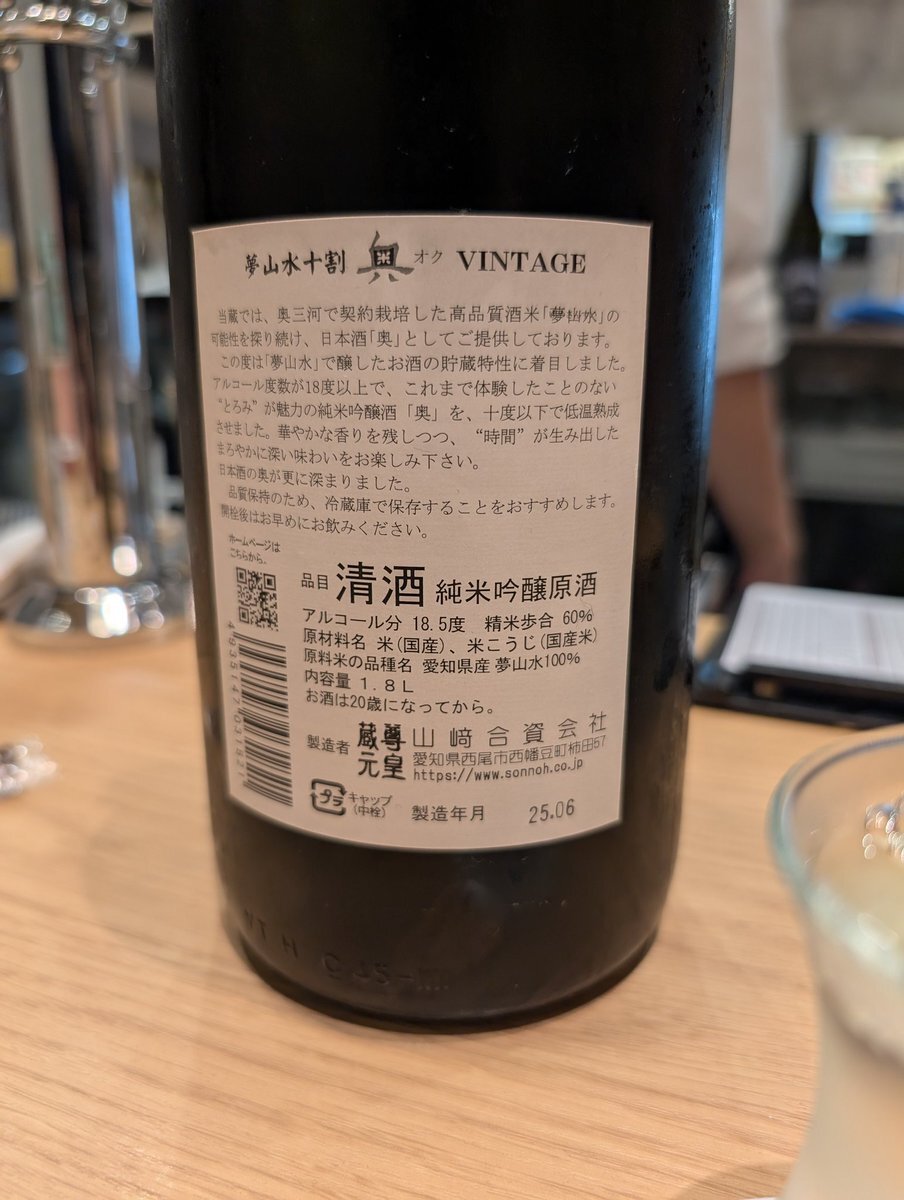 夢山水十割 奥 オク VINTAGE
当蔵では、奥三河で契約栽培した高品質酒米「夢山水」の
可能性を探り続け、日本酒「奥」としてご提供しております。
この度は「夢山水」で醸したお酒の貯蔵特性に着目しました。
アルコール度数が18度以上で、これまで体験したことのない
“とろみ”が魅力の純米吟醸酒「奥」を、十度以下で低温熟成
させました。華やかな香りを残しつつ、“時間”が生み出した
まろやかに深い味わいをお楽しみ下さい。
日本酒の奥が更に深まりました。
品質保持のため、冷蔵庫で保存することをおすすめします。
開栓後はお早めにお飲みください。
ホームページは
こちらから。
品目 清酒 純米吟醸原酒
アルコール分 18.5度 精米歩合 60%
原材料名 米(国産)、米こうじ(国産米)
原料米の品種名 愛知県産 夢山水100%
内容量 1.8L
お酒は20歳になってから。
4935147031521
製造者 蔵元 尊皇 山﨑合資会社
愛知県西尾市西幡豆町柿田57
https://www.sonnoh.co.jp
プラ キャップ
(中栓)
製造年月 25.06